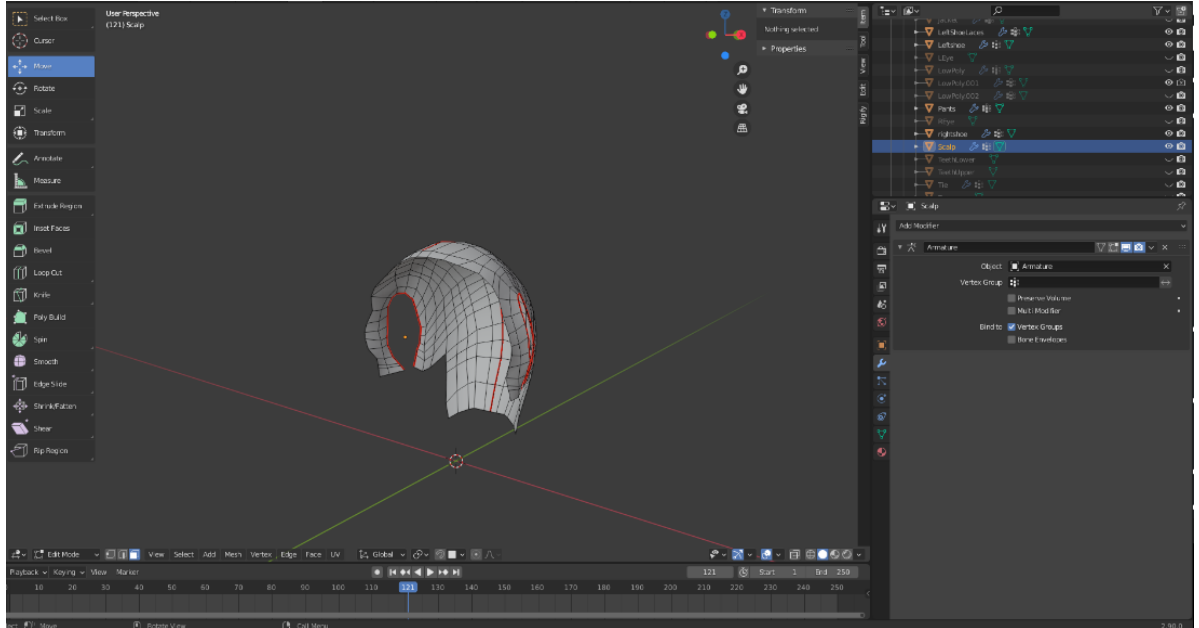 Select Box
Cursor
Move
Rotate
Scale
Transform
Annotate
Measure
Extrude Region
Inset Faces
Bevel
Loop Cut
Knife
Poly Build
Spin
Smooth
Edge Slide
Shrink/Fatten
Shear
Rip Region
User Perspective
(121) Scalp
Transform
Nothing selected
Properties
Item
Tool
View
Edit
Rigify
Jacket
LeftShoeLaces
Leftshoe
LEye
LowPoly
LowPoly.001
LowPoly.002
Pants
REye
rightshoe
Scalp
TeethLower
TeethUpper
Tie
Scalp
Add Modifier
Armature
Object Armature
Vertex Group
Preserve Volume
Multi Modifier
Bind to Vertex Groups
Bone Envelopes
Edit Mode View Select Add Mesh Vertex Edge Face UV Global
Playback Keying View Marker 121 Start 1 End 250
10 20 30 40 50 60 70 80 90 100 110 121 130 140 150 160 170 180 190 200 210 220 230 240 250
Move Rotate View Call Menu 2.90.0